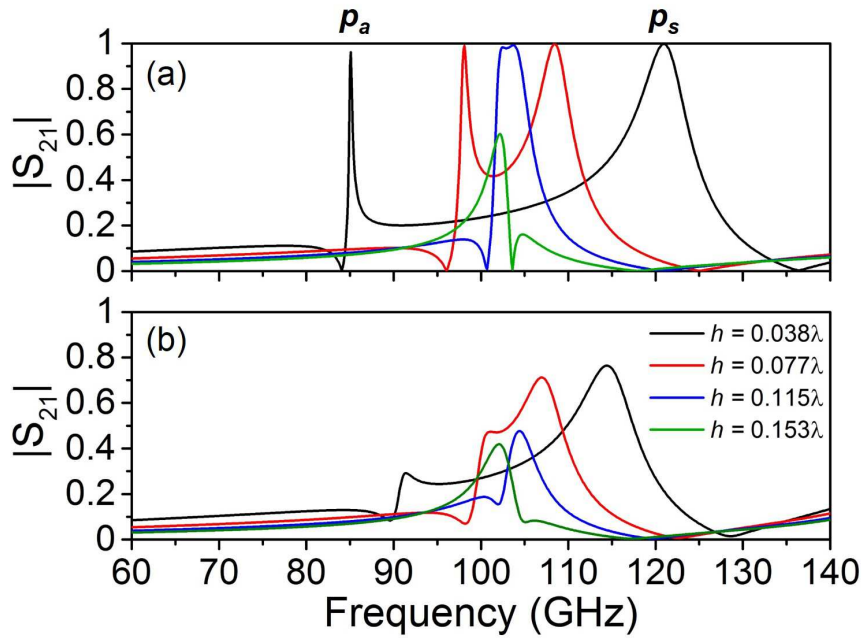 pₐ pₛ
(a)
|S₂₁|
1
0.8
0.6
0.4
0.2
0
(b)
|S₂₁|
1
0.8
0.6
0.4
0.2
0
h = 0.038λ
h = 0.077λ
h = 0.115λ
h = 0.153λ
60 70 80 90 100 110 120 130 140
Frequency (GHz)